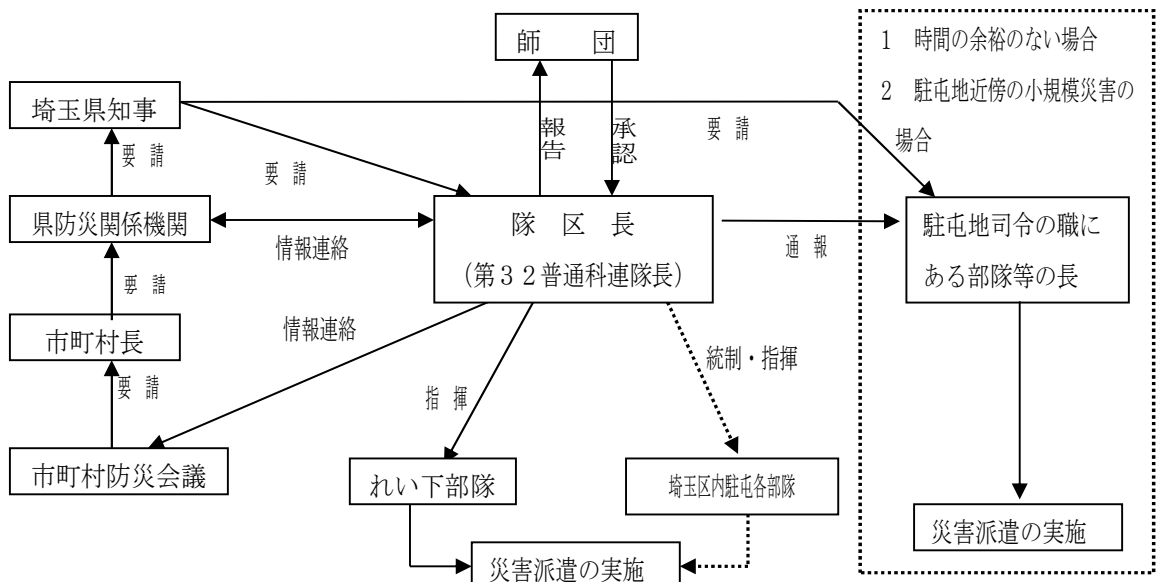 師　　団
1　時間の余裕のない場合
2　駐屯地近傍の小規模災害の
場合
埼玉県知事
報告
承認
要　請
要　請
要　請
県防災関係機関
情報連絡
隊　区　長
(第３２普通科連隊長)
通　報
駐屯地司令の職に
ある部隊等の長
要　請
市町村長
情報連絡
統制・指揮
要　請
指　揮
市町村防災会議
れい下部隊
埼玉区内駐屯各部隊
災害派遣の実施
災害派遣の実施